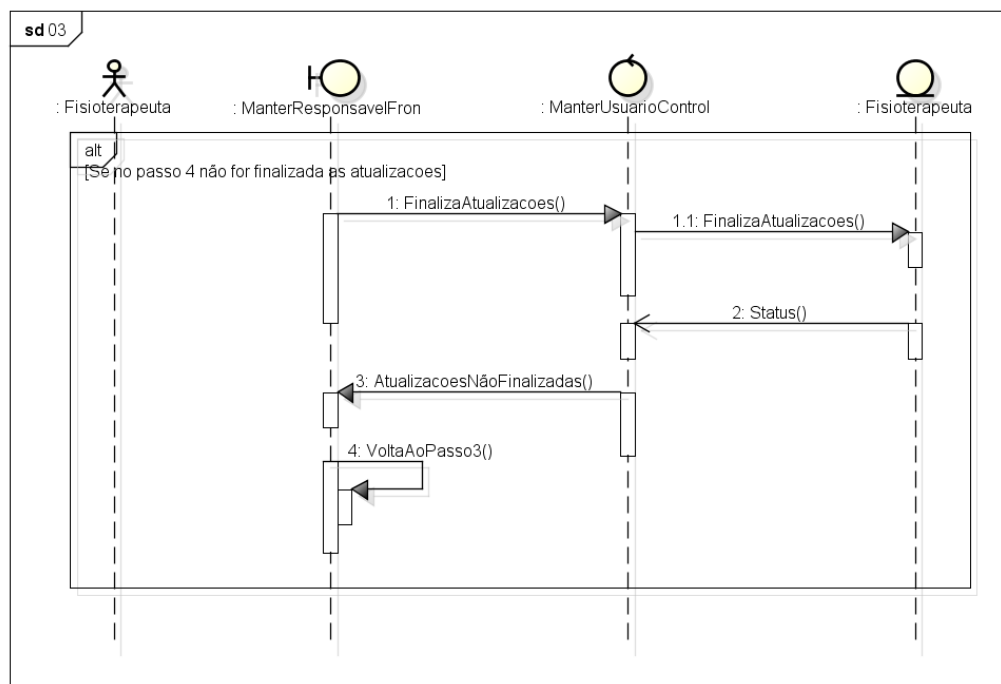 sd 03
: Fisioterapeuta
: ManterResponsavelFron
: ManterUsuarioControl
: Fisioterapeuta
alt
[Se no passo 4 não for finalizada as atualizacoes]
1: FinalizaAtualizacoes()
1.1: FinalizaAtualizacoes()
2: Status()
3: AtualizacoesNãoFinalizadas()
4: VoltaAoPasso3()